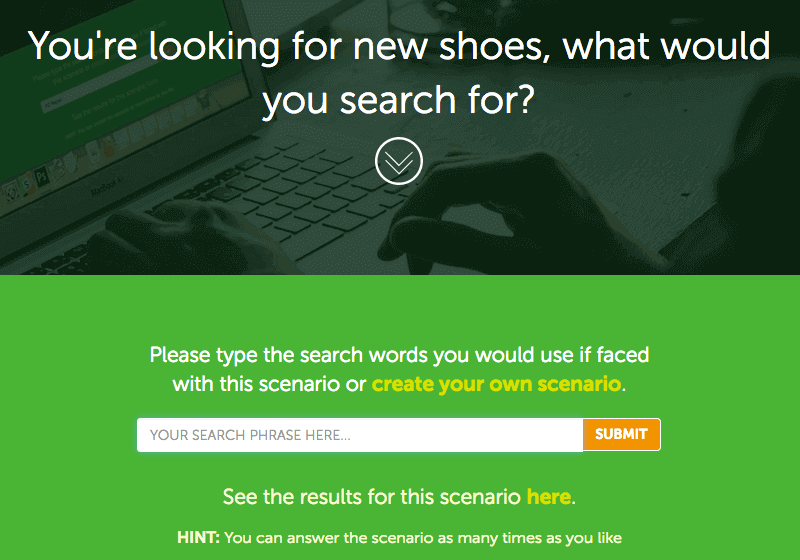 You're looking for new shoes, what would
you search for?
Please type the search words you would use if faced
with this scenario or create your own scenario.
YOUR SEARCH PHRASE HERE...
SUBMIT
See the results for this scenario here.
HINT: You can answer the scenario as many times as you like